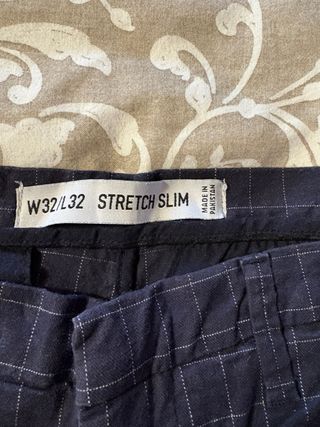 W32/L32 STRETCH SLIM
MADE IN
PAKISTAN